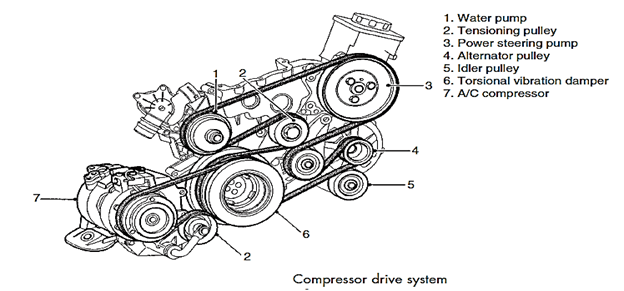 1. Water pump
2. Tensioning pulley
3. Power steering pump
4. Alternator pulley
5. Idler pulley
6. Torsional vibration damper
7. A/C compressor
1
2
3
4
5
7
6
2
Compressor drive system